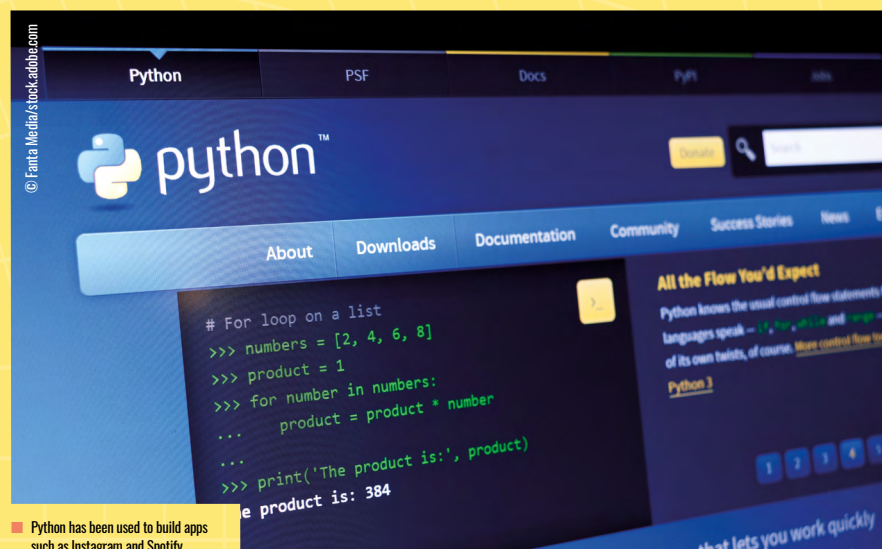 © Fanta Media/stock.adobe.com
Python PSF Docs PyPI Jobs
python™
Donate Search
About Downloads Documentation Community Success Stories News E
# For loop on a list
>>> numbers = [2, 4, 6, 8]
>>> product = 1
>>> for number in numbers:
... product = product * number
...
>>> print('The product is:', product)
e product is: 384
>_
All the Flow You'd Expect
Python knows the usual control flow statements
languages speak — if, for, while and range —
of its own twists, of course. More control flow
Python 3
1 2 3 4 5
that lets you work quickly
Python has been used to build apps
such as Instagram and Spotify